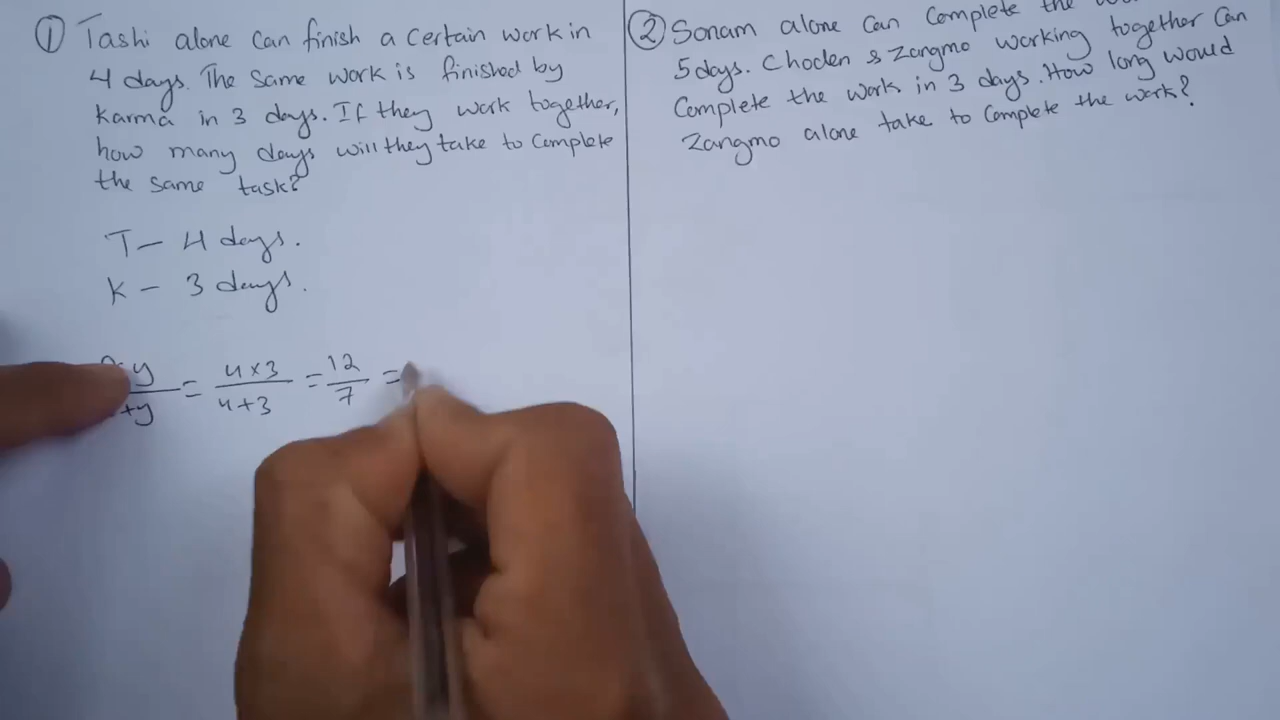 ① Tashi alone can finish a certain work in
4 days. The same work is finished by
Karma in 3 days. If they work together,
how many days will they take to complete
the same task?
T – 4 days.
K – 3 days.
y = 4×3 = 12 =
+y 4+3 7
② Sonam alone can complete the
5 days. Choden & Zangmo working together can
complete the work in 3 days. How long would
Zangmo alone take to complete the work?